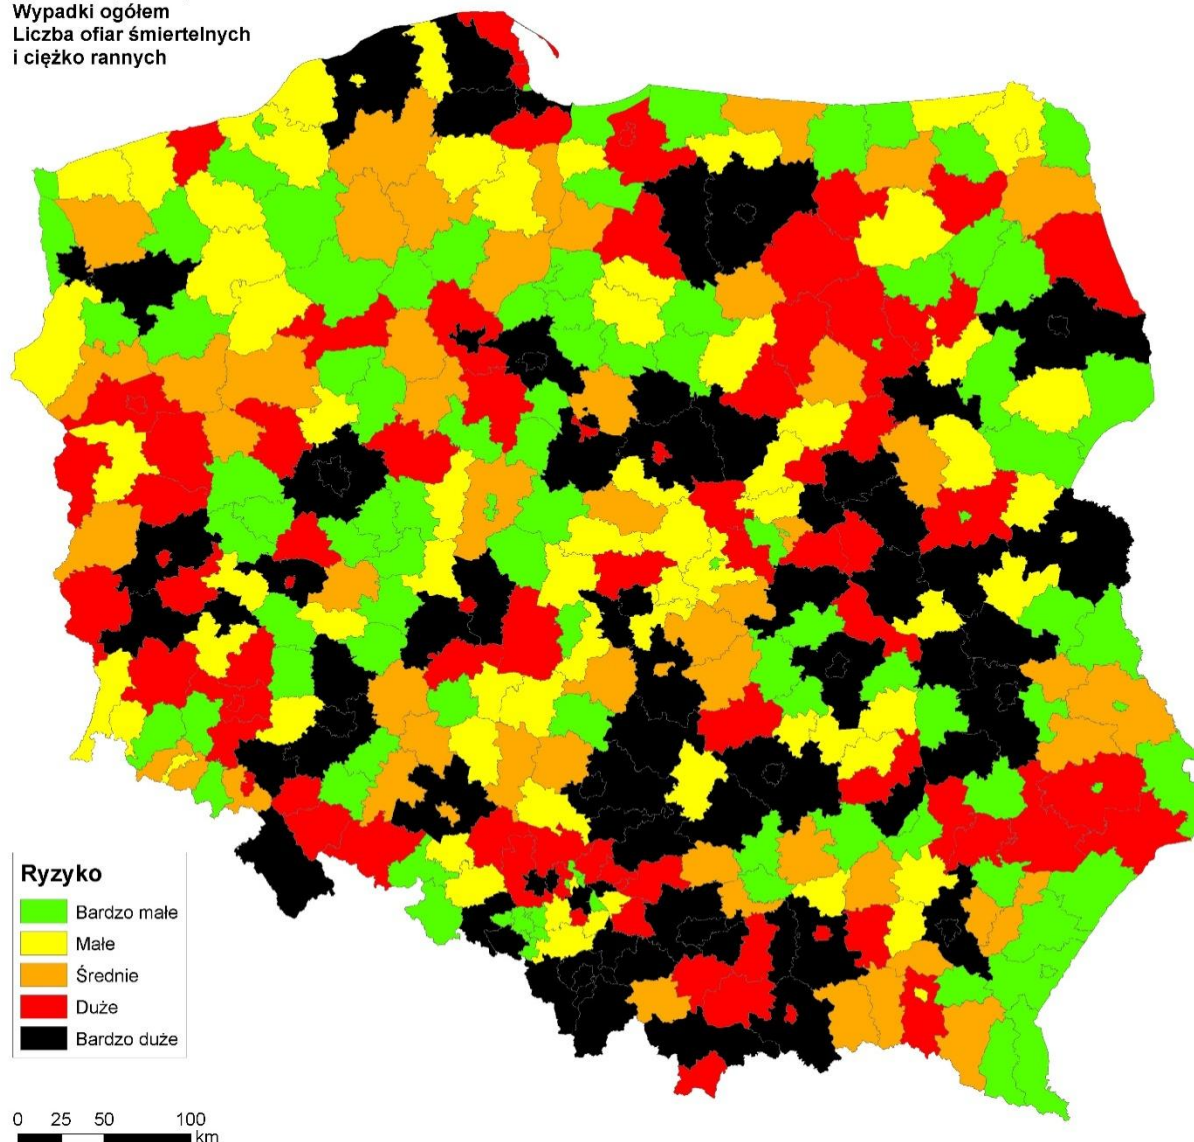 Wypadki ogółem
Liczba ofiar śmiertelnych
i ciężko rannych
Ryzyko
Bardzo małe
Małe
Średnie
Duże
Bardzo duże
0 25 50 100
km